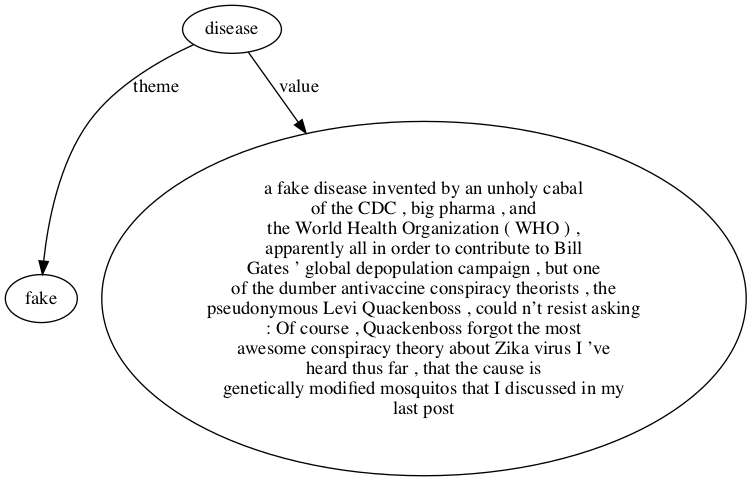 disease
theme
value
a fake disease invented by an unholy cabal
of the CDC , big pharma , and
the World Health Organization ( WHO ) ,
apparently all in order to contribute to Bill
Gates ’ global depopulation campaign , but one
of the dumber antivaccine conspiracy theorists , the
pseudonymous Levi Quackenboss , could n’t resist asking
: Of course , Quackenboss forgot the most
awesome conspiracy theory about Zika virus I ’ve
heard thus far , that the cause is
genetically modified mosquitos that I discussed in my
last post
fake